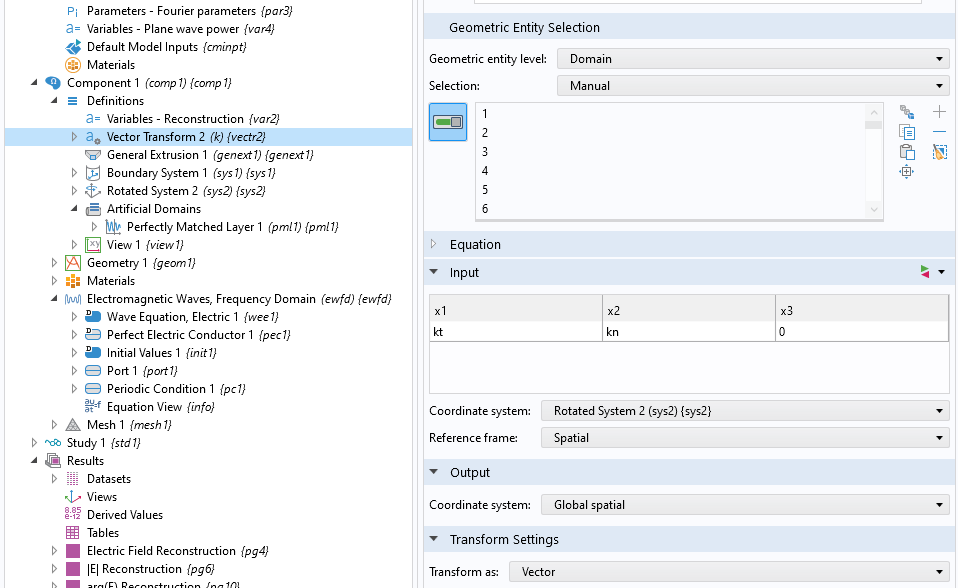 Parameters - Fourier parameters {par3}
Variables - Plane wave power {var4}
Default Model Inputs {cminpt}
Materials
Component 1 (comp1) {comp1}
Definitions
Variables - Reconstruction {var2}
Vector Transform 2 (k) {vectr2}
General Extrusion 1 (genext1) {genext1}
Boundary System 1 (sys1) {sys1}
Rotated System 2 (sys2) {sys2}
Artificial Domains
Perfectly Matched Layer 1 (pml1) {pml1}
View 1 {view1}
Geometry 1 {geom1}
Materials
Electromagnetic Waves, Frequency Domain (ewfd) {ewfd}
Wave Equation, Electric 1 {wee1}
Perfect Electric Conductor 1 {pec1}
Initial Values 1 {init1}
Port 1 {port1}
Periodic Condition 1 {pc1}
Equation View {info}
Mesh 1 {mesh1}
Study 1 {std1}
Results
Datasets
Views
8.85
e-12 Derived Values
Tables
Electric Field Reconstruction {pg4}
|E| Reconstruction {pg6}
arg(E) Reconstruction {pg10}
Geometric Entity Selection
Geometric entity level: Domain
Selection: Manual
1
2
3
4
5
6
Equation
Input
x1 x2 x3
kt kn 0
Coordinate system: Rotated System 2 (sys2) {sys2}
Reference frame: Spatial
Output
Coordinate system: Global spatial
Transform Settings
Transform as: Vector